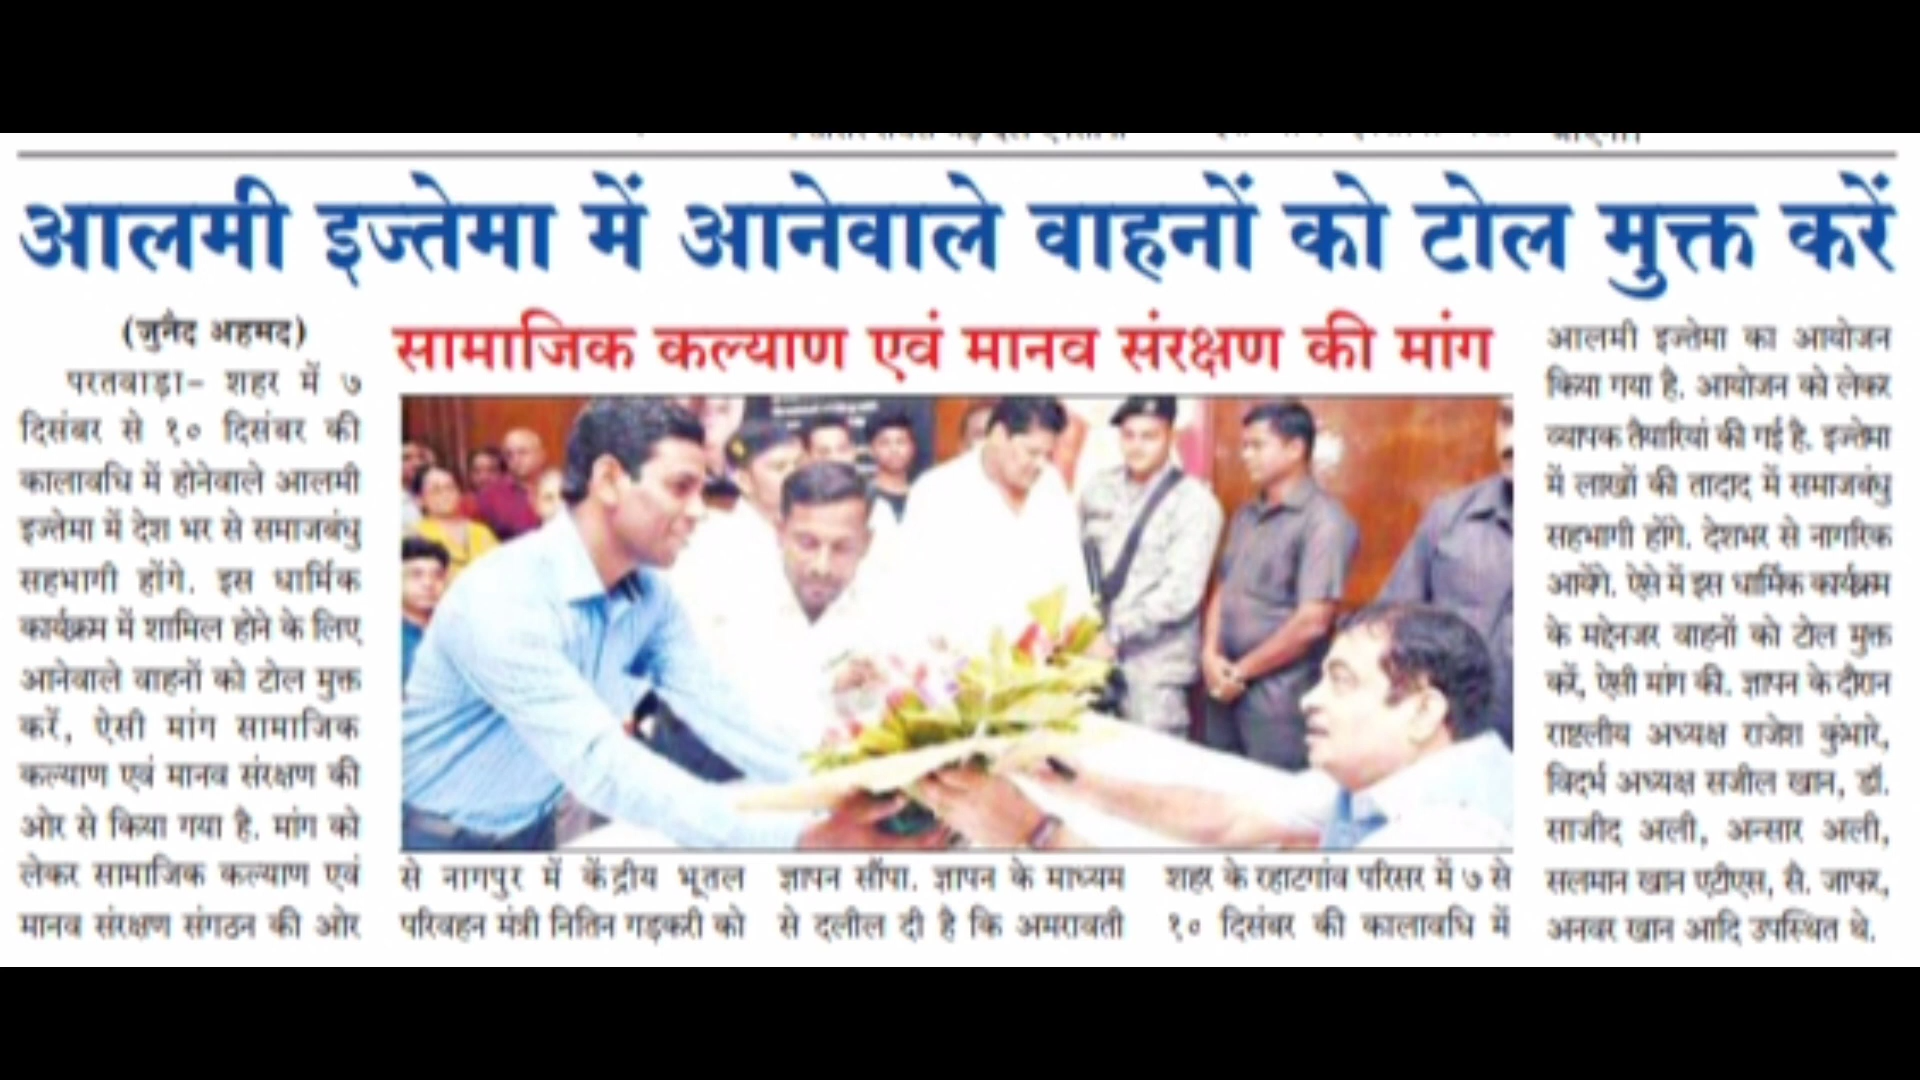 आलमी इज्तेमा में आनेवाले वाहनों को टोल मुक्त करें
सामाजिक कल्याण एवं मानव संरक्षण की मांग
(जुनैद अहमद)
परतवाड़ा- शहर में ७
दिसंबर से १० दिसंबर की
कालावधि में होनेवाले आलमी
इज्तेमा में देश भर से समाजबंधु
सहभागी होंगे. इस धार्मिक
कार्यक्रम में शामिल होने के लिए
आनेवाले वाहनों को टोल मुक्त
करें, ऐसी मांग सामाजिक
कल्याण एवं मानव संरक्षण की
ओर से किया गया है. मांग को
लेकर सामाजिक कल्याण एवं
मानव संरक्षण संगठन की ओर
से नागपुर में केंद्रीय भूतल
परिवहन मंत्री नितिन गड़करी को
ज्ञापन सौंपा. ज्ञापन के माध्यम
से दलील दी है कि अमरावती
शहर के रहाटगांव परिसर में ७ से
१० दिसंबर की कालावधि में
आलमी इज्तेमा का आयोजन
किया गया है. आयोजन को लेकर
व्यापक तैयारियां की गई है. इज्तेमा
में लाखों की तादाद में समाजबंधु
सहभागी होंगे. देशभर से नागरिक
आयेंगे. ऐसे में इस धार्मिक कार्यक्रम
के मद्देनजर वाहनों को टोल मुक्त
करें, ऐसी मांग की. ज्ञापन के दौरान
राष्ट्रीय अध्यक्ष राजेश कुंभारे,
विदर्भ अध्यक्ष सजील खान, डॉ.
साजीद अली, अन्सार अली,
सलमान खान एटीएस, सै. जाफर,
अनवर खान आदि उपस्थित थे.